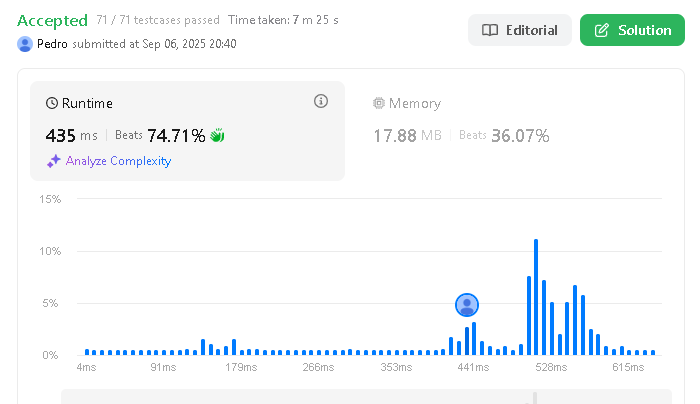 Accepted 71 / 71 testcases passed Time taken: 7 m 25 s
Pedro submitted at Sep 06, 2025 20:40
Editorial
Solution
Runtime
435 ms Beats 74.71%
Analyze Complexity
Memory
17.88 MB Beats 36.07%
15%
10%
5%
0%
4ms 91ms 179ms 266ms 353ms 441ms 528ms 615ms